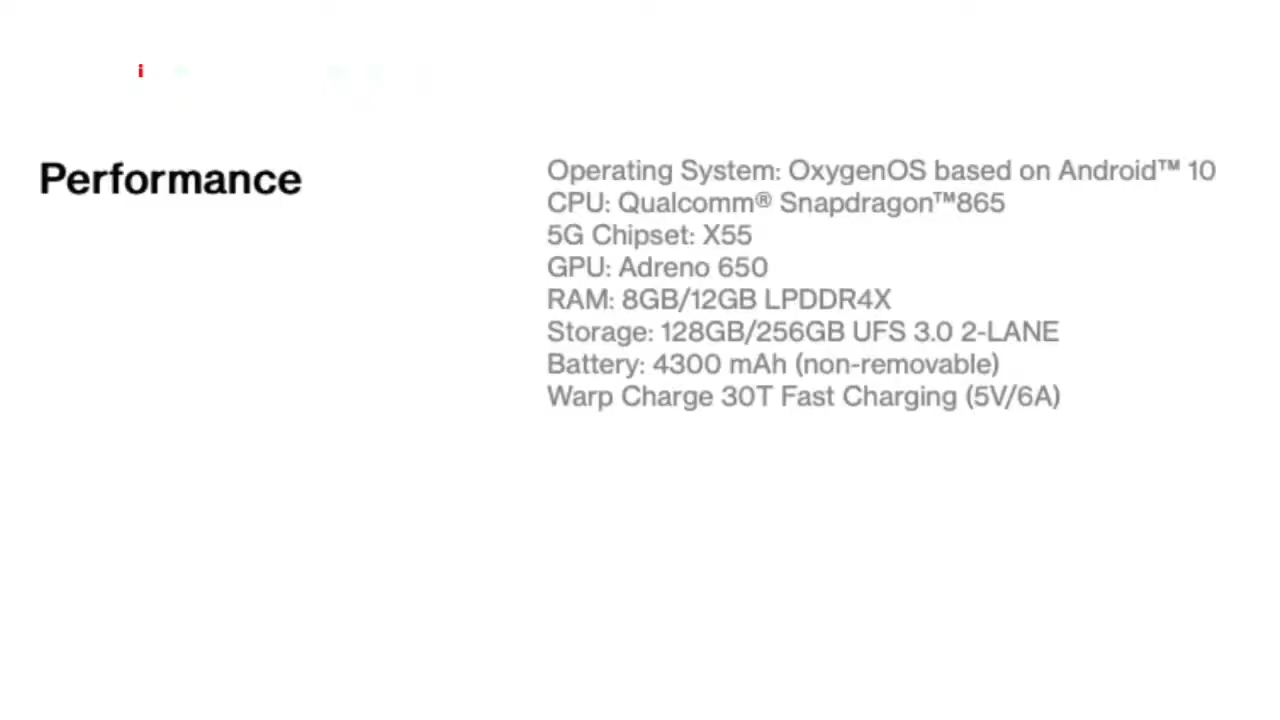 i
Performance
Operating System: OxygenOS based on Android™ 10
CPU: Qualcomm® Snapdragon™865
5G Chipset: X55
GPU: Adreno 650
RAM: 8GB/12GB LPDDR4X
Storage: 128GB/256GB UFS 3.0 2-LANE
Battery: 4300 mAh (non-removable)
Warp Charge 30T Fast Charging (5V/6A)